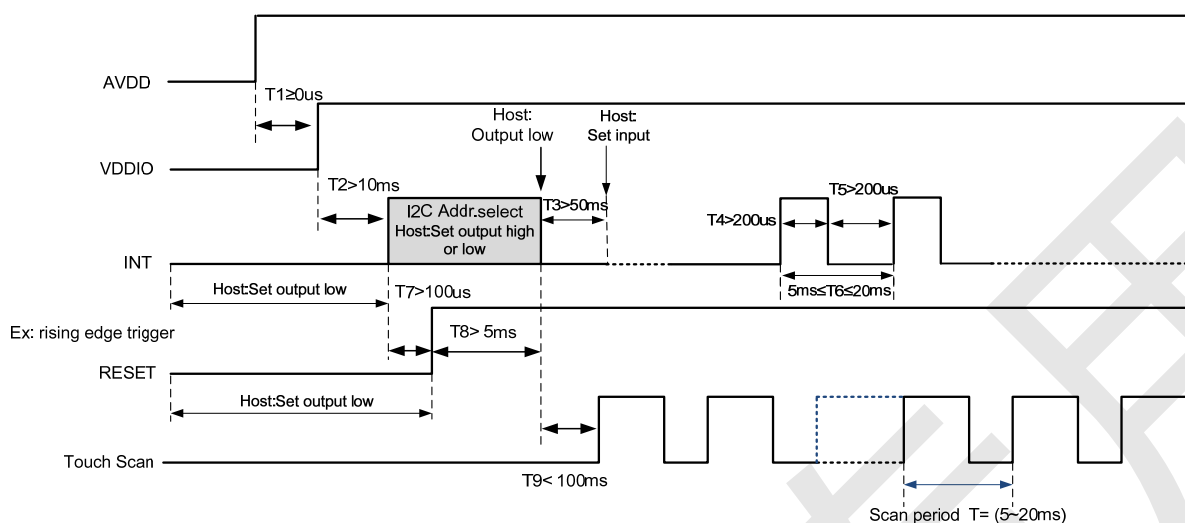 AVDD
T1≥0us
VDDIO
Host:
Output low
Host:
Set input
T2>10ms
I2C Addr.select
Host:Set output high
or low
T3>50ms
T4>200us
T5>200us
INT
5ms≤T6≤20ms
Host:Set output low
T7>100us
T8> 5ms
Ex: rising edge trigger
RESET
Host:Set output low
Touch Scan
T9< 100ms
Scan period T= (5~20ms)